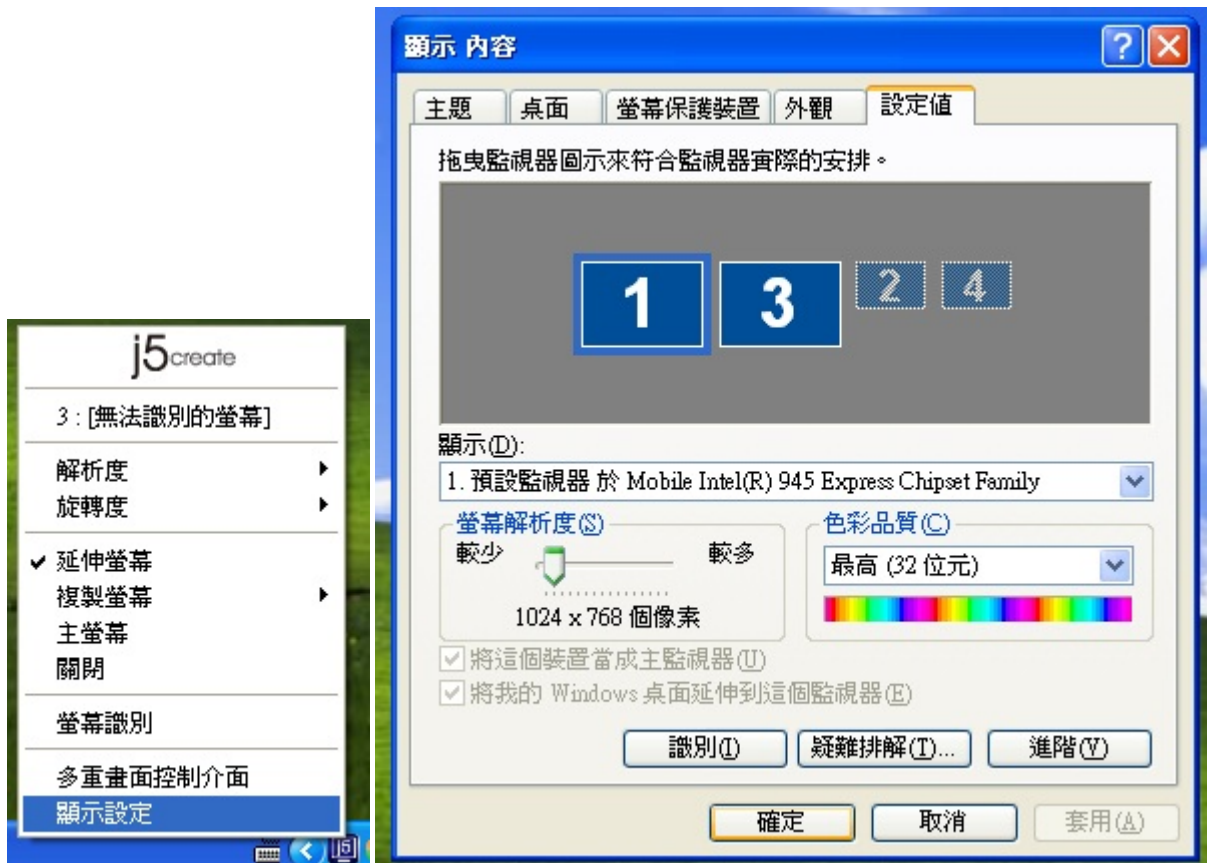 j5create
3 : [無法識別的螢幕]
解析度
旋轉度
延伸螢幕
複製螢幕
主螢幕
關閉
螢幕識別
多重畫面控制介面
顯示設定
j5
顯示 內容
主題 桌面 螢幕保護裝置 外觀 設定值
拖曳監視器圖示來符合監視器實際的安排。
1 3 2 4
顯示(D):
1. 預設監視器 於 Mobile Intel(R) 945 Express Chipset Family
螢幕解析度(S)
較少 較多
1024 x 768 個像素
色彩品質(C)
最高 (32 位元)
將這個裝置當成主監視器(U)
將我的 Windows 桌面延伸到這個監視器(E)
識別(I) 疑難排解(T)... 進階(V)
確定 取消 套用(A)